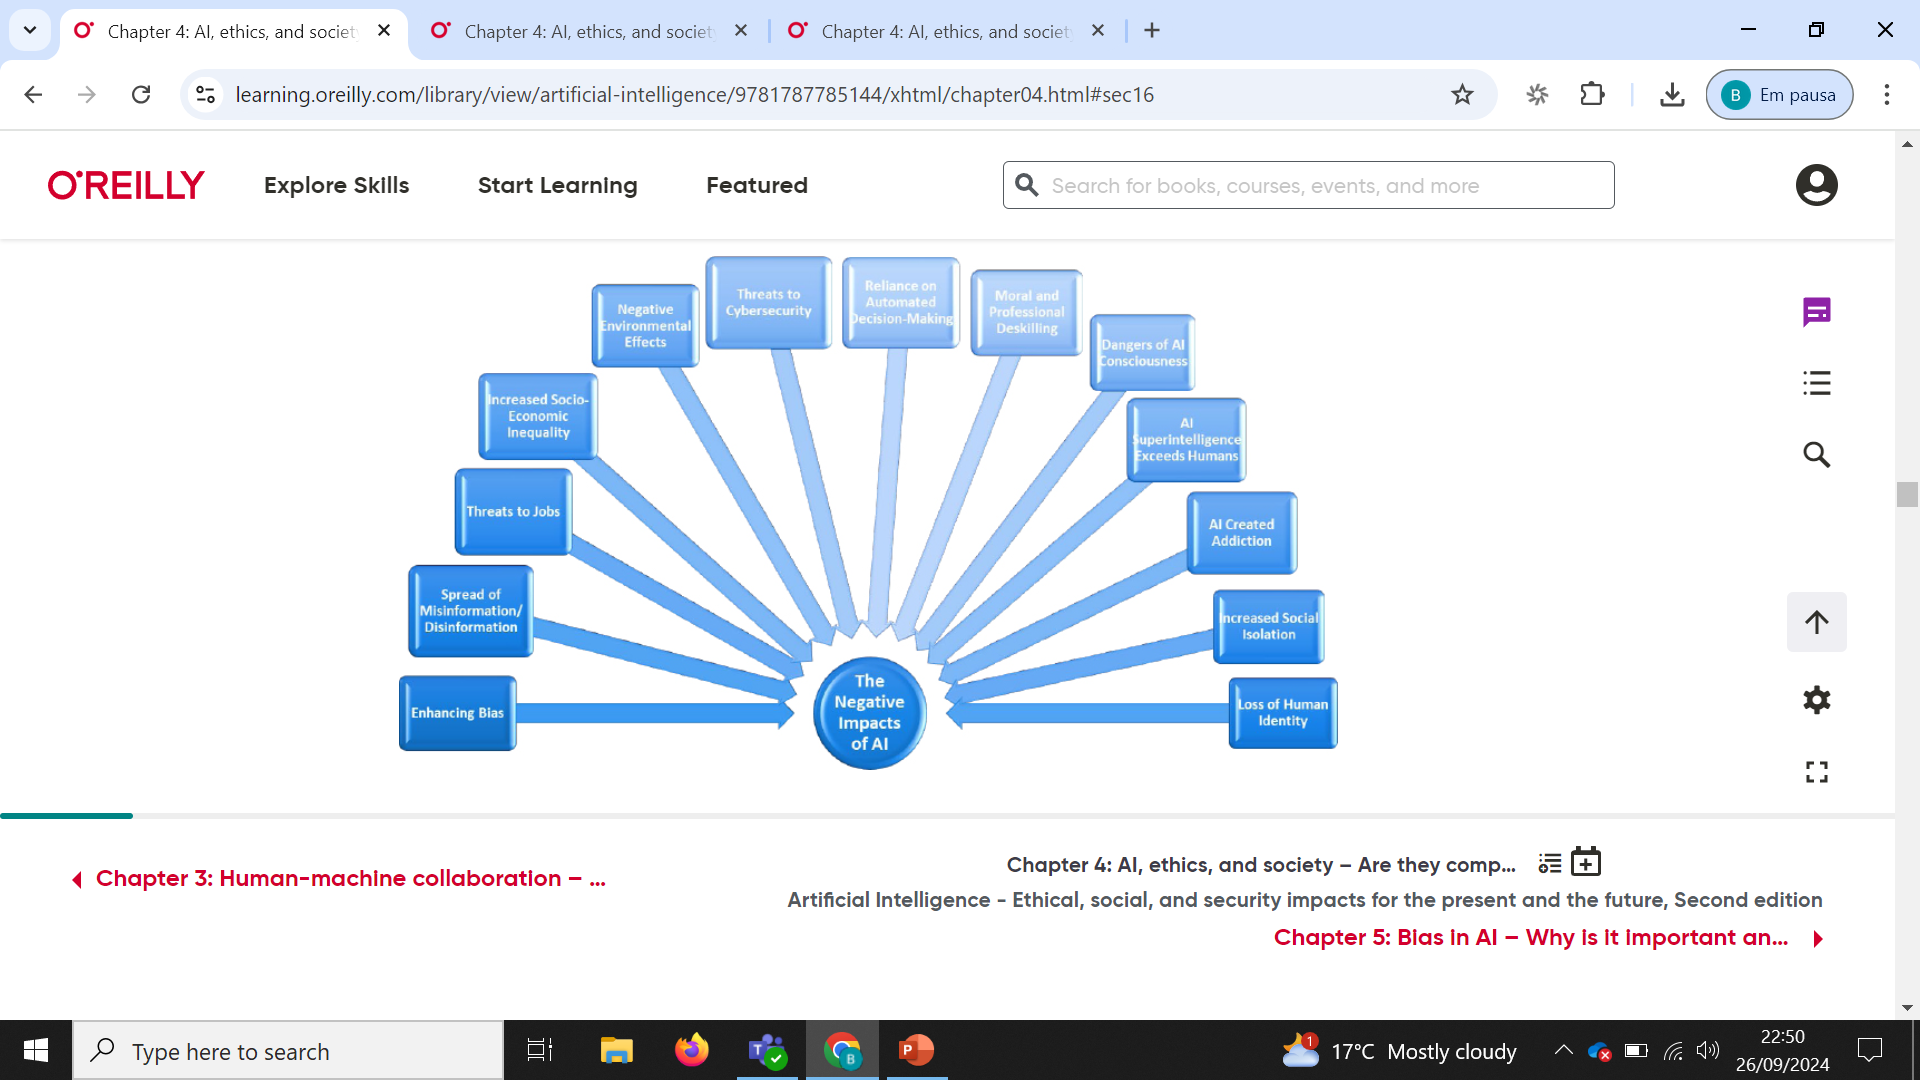 Chapter 4: AI, ethics, and societ
Chapter 4: AI, ethics, and societ
Chapter 4: AI, ethics, and society
learning.oreilly.com/library/view/artificial-intelligence/9781787785144/xhtml/chapter04.html#sec16
B Em pausa
O'REILLY
Explore Skills
Start Learning
Featured
Search for books, courses, events, and more
Enhancing Bias
Spread of
Misinformation/
Disinformation
Threats to Jobs
Increased Socio-
Economic
Inequality
Negative
Environmental
Effects
Threats to
Cybersecurity
Reliance on
Automated
Decision-Making
Moral and
Professional
Deskilling
Dangers of AI
Consciousness
AI
Superintelligence
Exceeds Humans
AI Created
Addiction
Increased Social
Isolation
Loss of Human
Identity
The
Negative
Impacts
of AI
Chapter 3: Human-machine collaboration – ...
Chapter 4: AI, ethics, and society – Are they comp...
Artificial Intelligence - Ethical, social, and security impacts for the present and the future, Second edition
Chapter 5: Bias in AI – Why is it important an...
Type here to search
T
B
P
1
17°C Mostly cloudy
22:50
26/09/2024